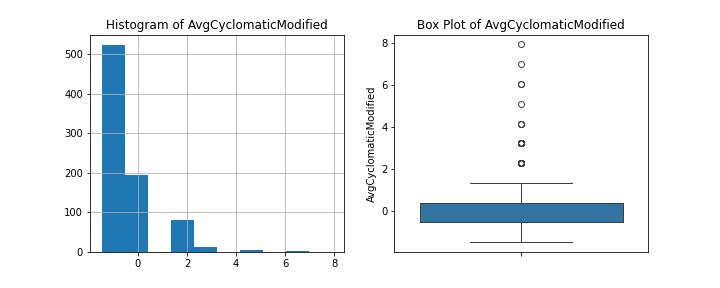 Histogram of AvgCyclomaticModified
500
400
300
200
100
0
0 2 4 6 8
Box Plot of AvgCyclomaticModified
AvgCyclomaticModified
8
6
4
2
0